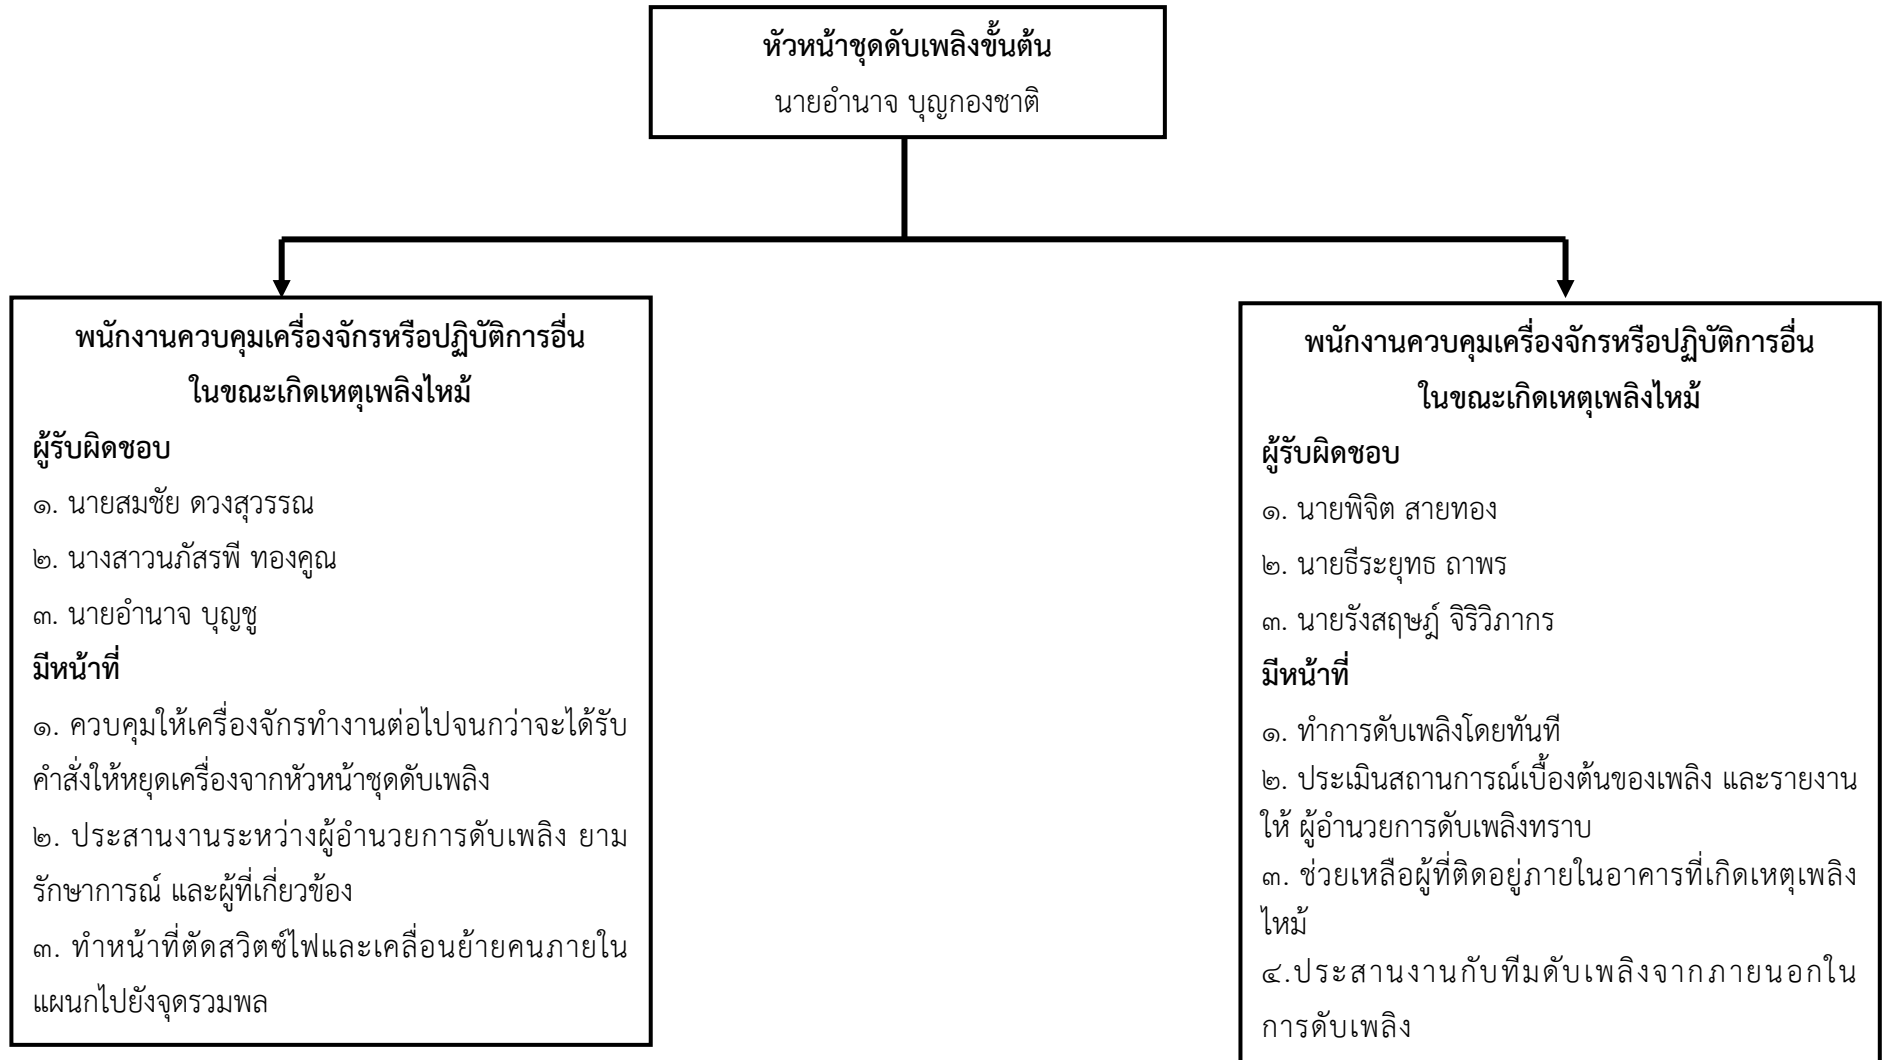 หัวหน้าชุดดับเพลิงขั้นต้น
นายอำนาจ บุญกองชาติ
พนักงานควบคุมเครื่องจักรหรือปฏิบัติการอื่น
ในขณะเกิดเหตุเพลิงไหม้
ผู้รับผิดชอบ
๑. นายสมชัย ดวงสุวรรณ
๒. นางสาวนภัสรพี ทองคูณ
๓. นายอำนาจ บุญชู
มีหน้าที่
๑. ควบคุมให้เครื่องจักรทำงานต่อไปจนกว่าจะได้รับ
คำสั่งให้หยุดเครื่องจากหัวหน้าชุดดับเพลิง
๒. ประสานงานระหว่างผู้อำนวยการดับเพลิง ยาม
รักษาการณ์ และผู้ที่เกี่ยวข้อง
๓. ทำหน้าที่ตัดสวิตซ์ไฟและเคลื่อนย้ายคนภายใน
แผนกไปยังจุดรวมพล
พนักงานควบคุมเครื่องจักรหรือปฏิบัติการอื่น
ในขณะเกิดเหตุเพลิงไหม้
ผู้รับผิดชอบ
๑. นายพิจิต สายทอง
๒. นายธีระยุทธ ถาพร
๓. นายรังสฤษฎ์ จิริวิภากร
มีหน้าที่
๑. ทำการดับเพลิงโดยทันที
๒. ประเมินสถานการณ์เบื้องต้นของเพลิง และรายงาน
ให้ ผู้อำนวยการดับเพลิงทราบ
๓. ช่วยเหลือผู้ที่ติดอยู่ภายในอาคารที่เกิดเหตุเพลิง
ไหม้
๔.ประสานงานกับทีมดับเพลิงจากภายนอกใน
การดับเพลิง